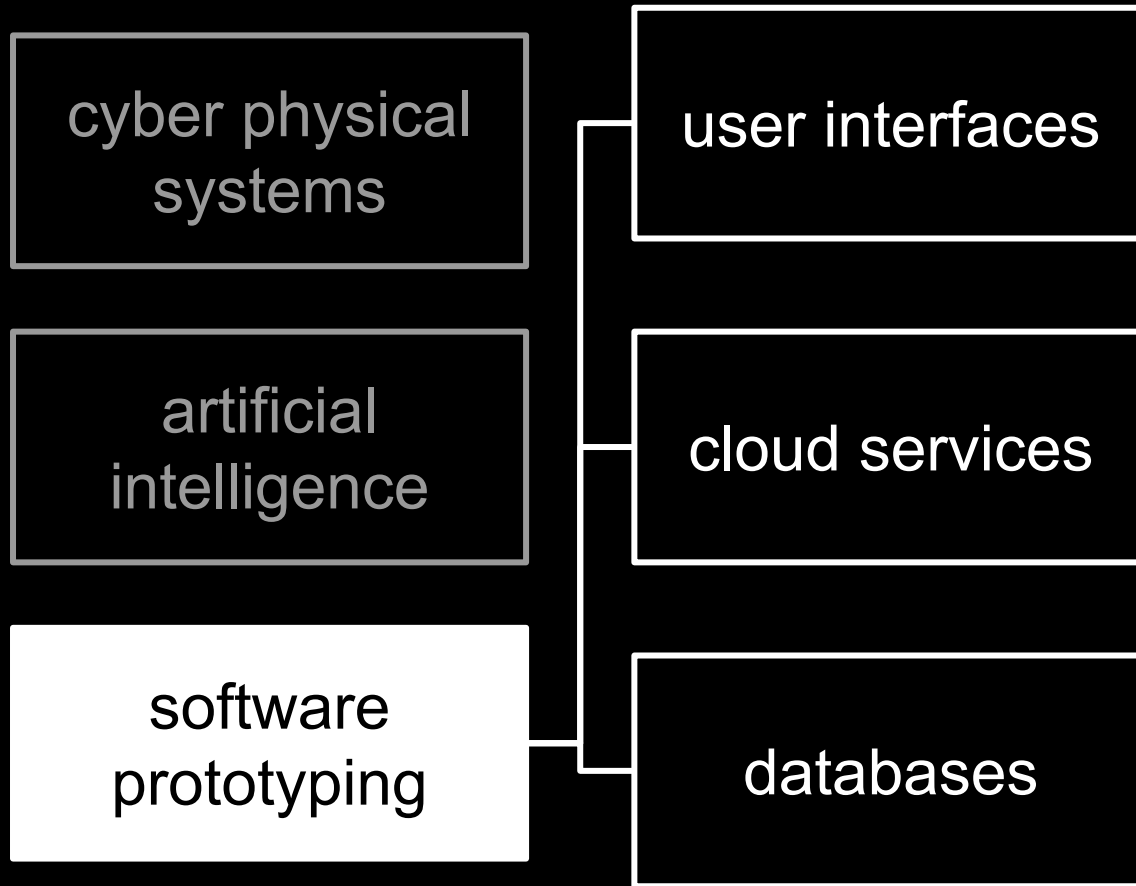 cyber physical
systems
artificial
intelligence
software
prototyping
user interfaces
cloud services
databases